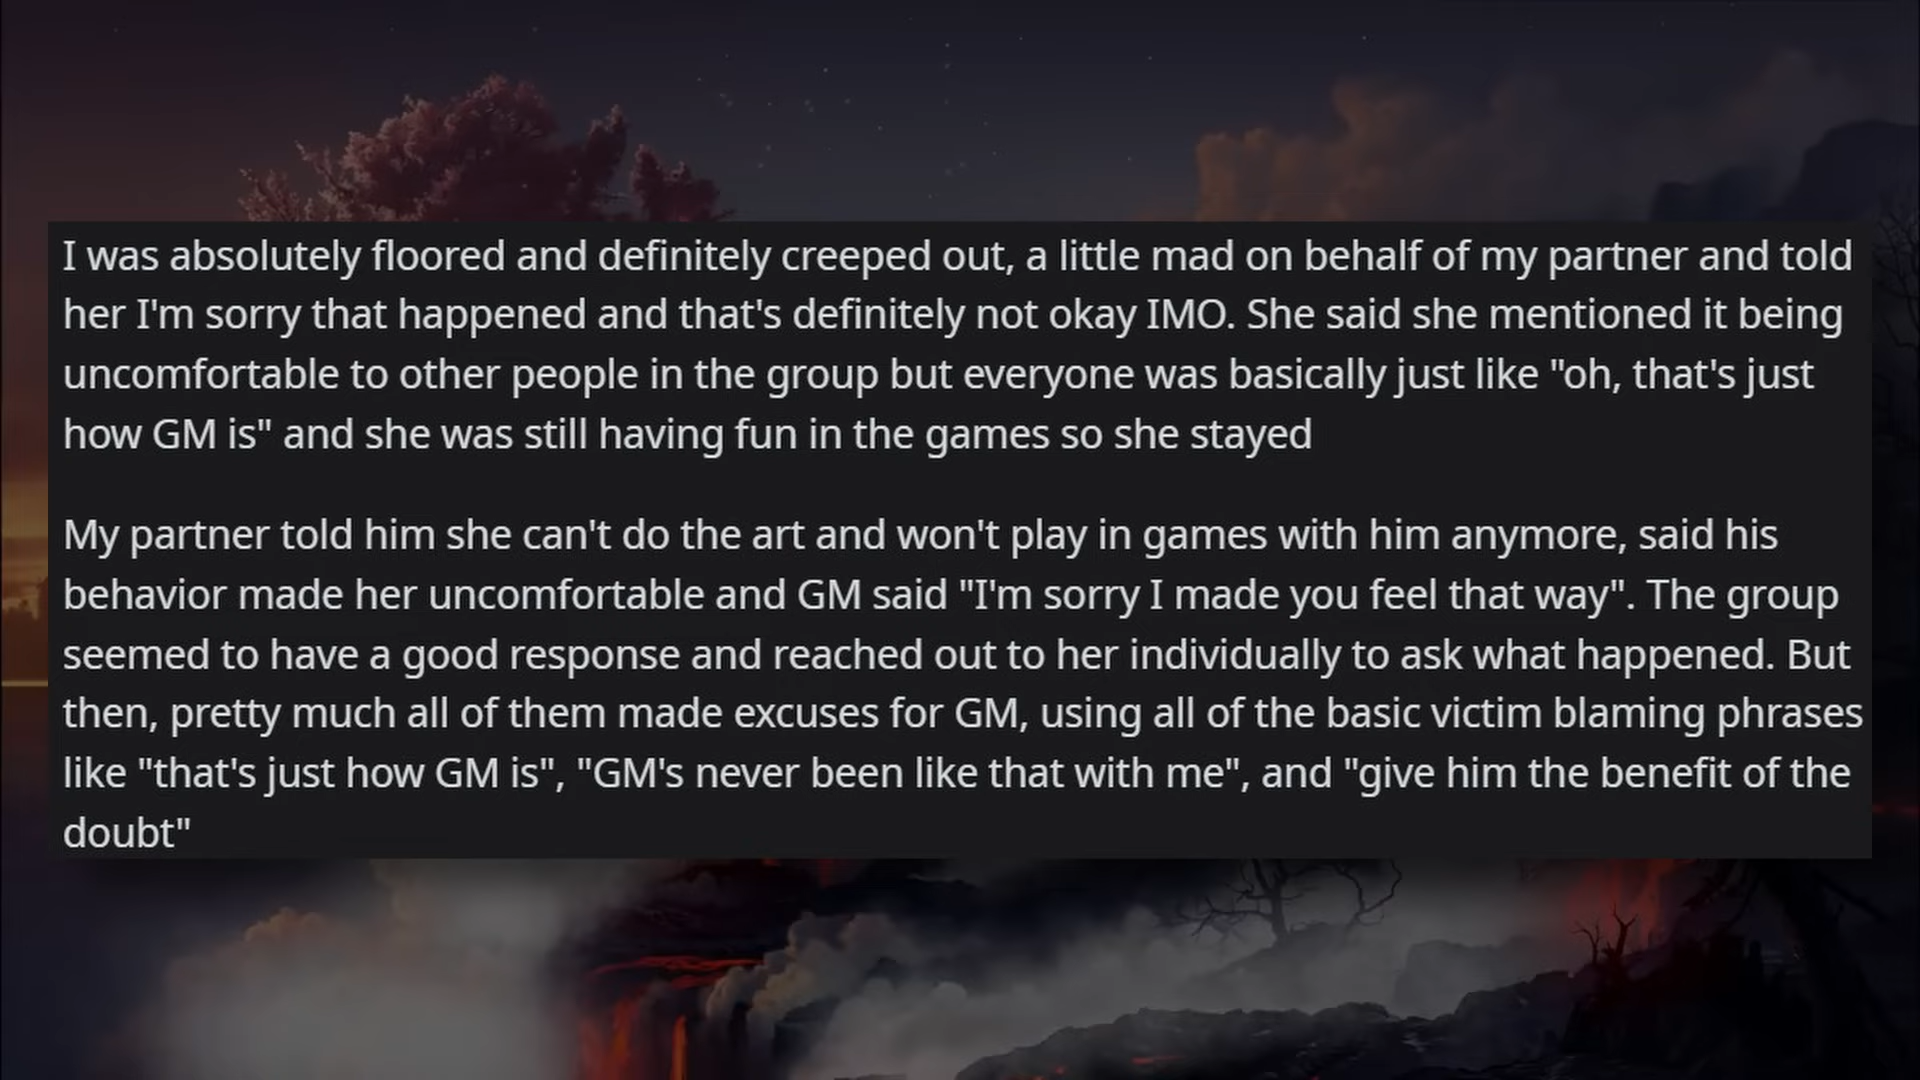 I was absolutely floored and definitely creeped out, a little mad on behalf of my partner and told
her I'm sorry that happened and that's definitely not okay IMO. She said she mentioned it being
uncomfortable to other people in the group but everyone was basically just like "oh, that's just
how GM is" and she was still having fun in the games so she stayed
My partner told him she can't do the art and won't play in games with him anymore, said his
behavior made her uncomfortable and GM said "I'm sorry I made you feel that way". The group
seemed to have a good response and reached out to her individually to ask what happened. But
then, pretty much all of them made excuses for GM, using all of the basic victim blaming phrases
like "that's just how GM is", "GM's never been like that with me", and "give him the benefit of the
doubt"